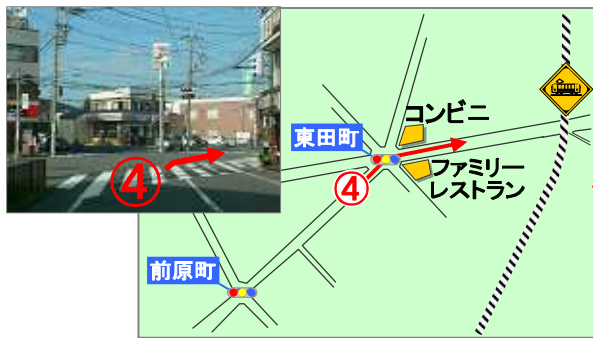 ④
コンビニ
東田町
ファミリー
レストラン
④
前原町